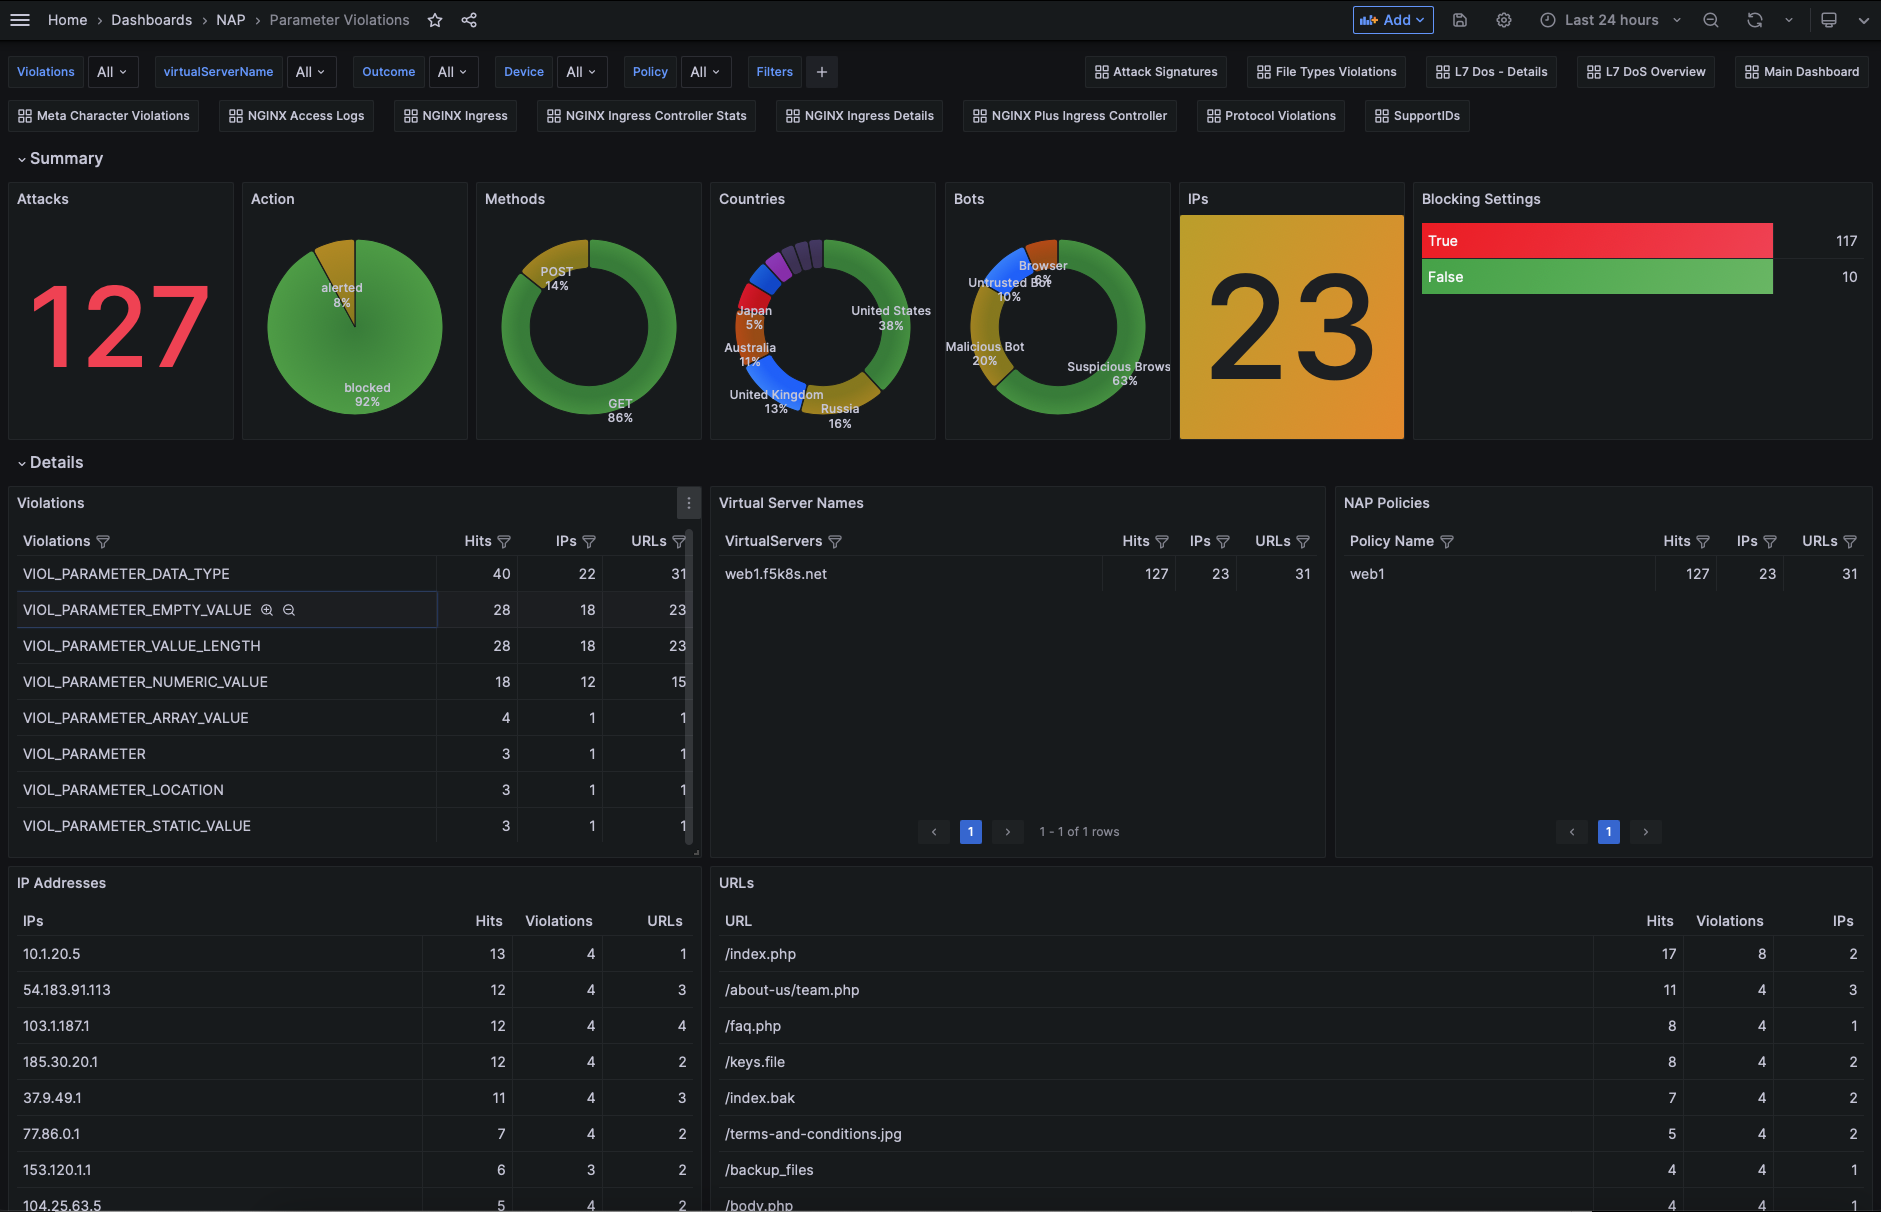 Home › Dashboards › NAP › Parameter Violations
Add
Last 24 hours
Violations All virtualServerName All Outcome All Device All Policy All Filters +
Attack Signatures File Types Violations L7 Dos - Details L7 DoS Overview Main Dashboard
Meta Character Violations NGINX Access Logs NGINX Ingress NGINX Ingress Controller Stats NGINX Ingress Details NGINX Plus Ingress Controller Protocol Violations SupportIDs
Summary
Attacks
127
Action
alerted
8%
blocked
92%
Methods
POST
14%
GET
86%
Countries
United States
38%
Japan
5%
Australia
11%
United Kingdom
13%
Russia
16%
Bots
Browser
6%
Untrusted Bot
10%
Malicious Bot
20%
Suspicious Brows
63%
IPs
23
Blocking Settings
True 117
False 10
Details
Violations
Violations Hits IPs URLs
VIOL_PARAMETER_DATA_TYPE 40 22 31
VIOL_PARAMETER_EMPTY_VALUE 28 18 23
VIOL_PARAMETER_VALUE_LENGTH 28 18 23
VIOL_PARAMETER_NUMERIC_VALUE 18 12 15
VIOL_PARAMETER_ARRAY_VALUE 4 1 1
VIOL_PARAMETER 3 1 1
VIOL_PARAMETER_LOCATION 3 1 1
VIOL_PARAMETER_STATIC_VALUE 3 1 1
Virtual Server Names
VirtualServers Hits IPs URLs
web1.f5k8s.net 127 23 31
‹ 1 › 1 - 1 of 1 rows
NAP Policies
Policy Name Hits IPs URLs
web1 127 23 31
‹ 1 ›
IP Addresses
IPs Hits Violations URLs
10.1.20.5 13 4 1
54.183.91.113 12 4 3
103.1.187.1 12 4 4
185.30.20.1 12 4 2
37.9.49.1 11 4 3
77.86.0.1 7 4 2
153.120.1.1 6 3 2
104.25.63.5 5 4 2
URLs
URL Hits Violations IPs
/index.php 17 8 2
/about-us/team.php 11 4 3
/faq.php 8 4 1
/keys.file 8 4 2
/index.bak 7 4 2
/terms-and-conditions.jpg 5 4 2
/backup_files 4 4 1
/body.php 4 4 1